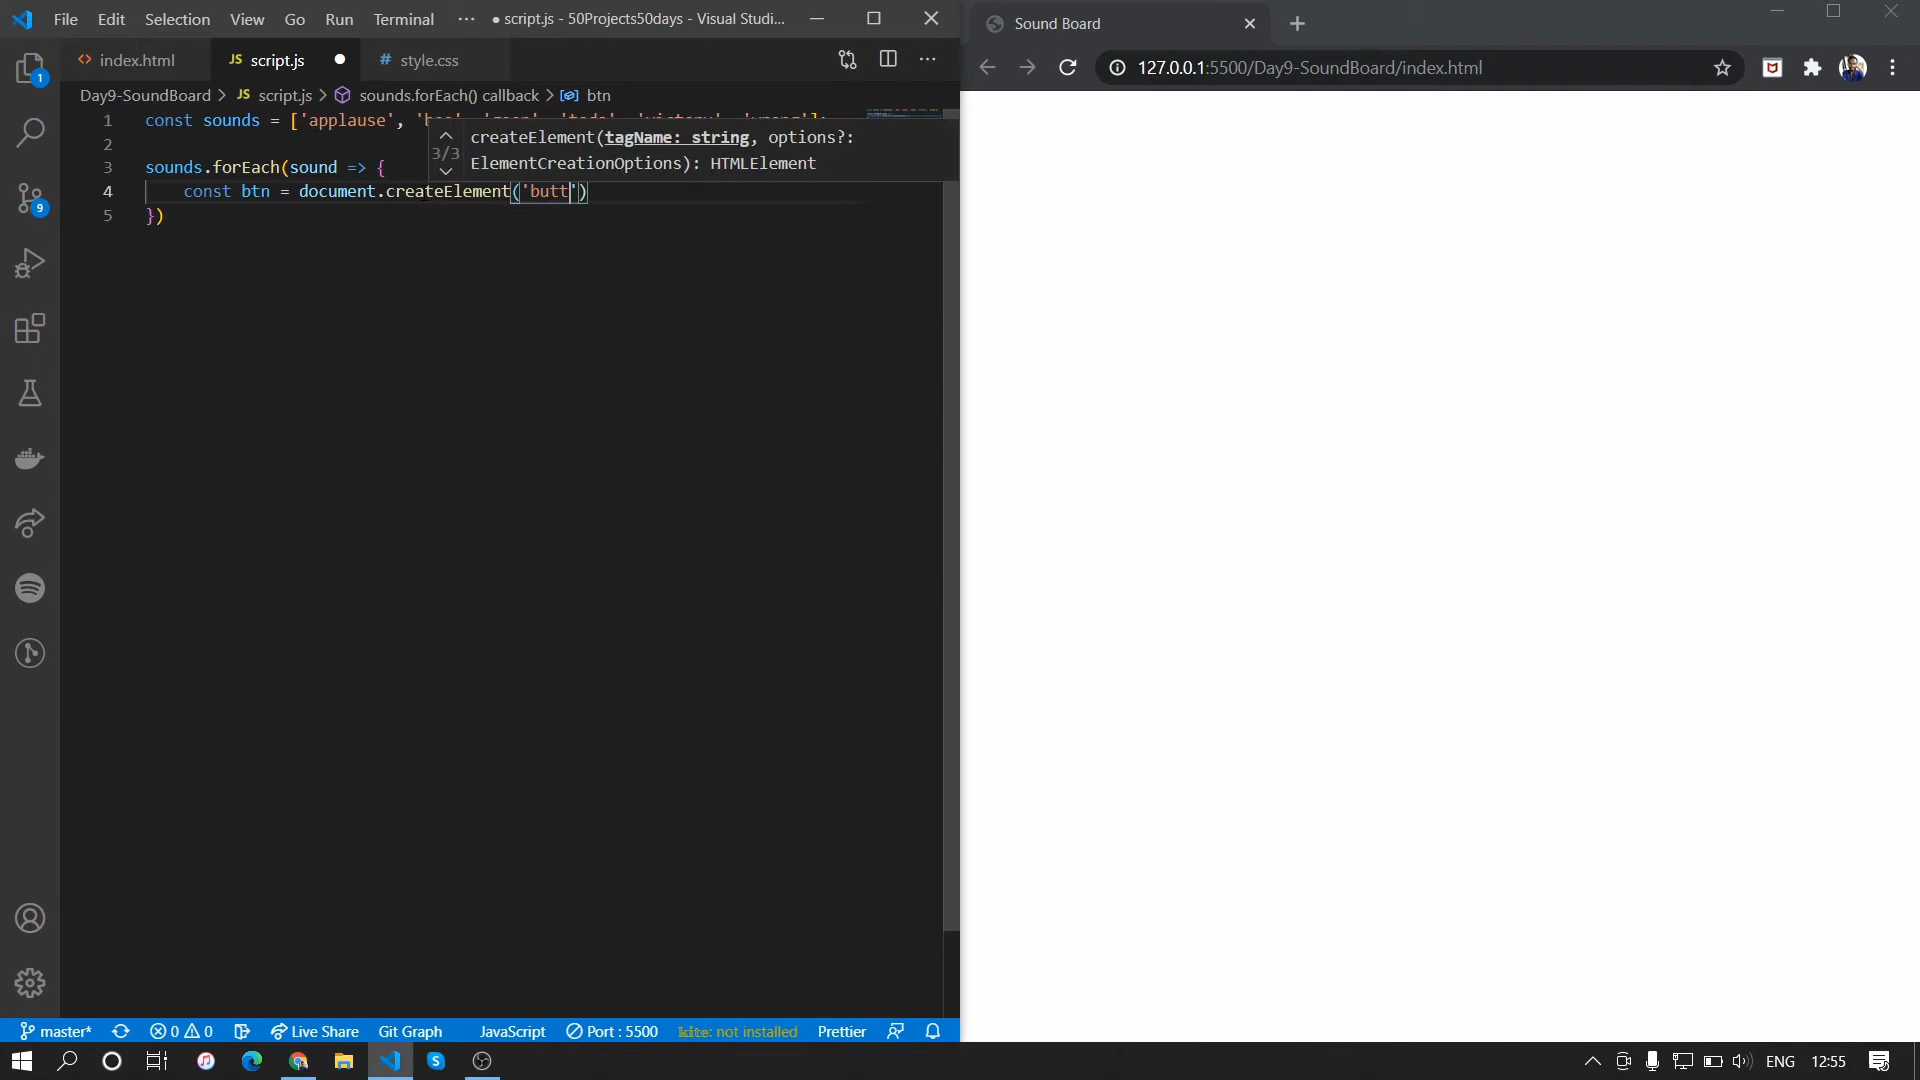 File Edit Selection View Go Run Terminal ··· ● script.js - 50Projects50days - Visual Studi...
index.html JS script.js # style.css
Day9-SoundBoard > JS script.js > sounds.forEach() callback > btn
1 const sounds = ['applause',
2
3 sounds.forEach(sound => {
4 const btn = document.createElement('butt')
5 })
3/3 createElement(tagName: string, options?:
ElementCreationOptions): HTMLElement
1
9
master* 0 0 Live Share Git Graph JavaScript Port : 5500 kite: not installed Prettier
Sound Board
127.0.0.1:5500/Day9-SoundBoard/index.html
ENG 12:55